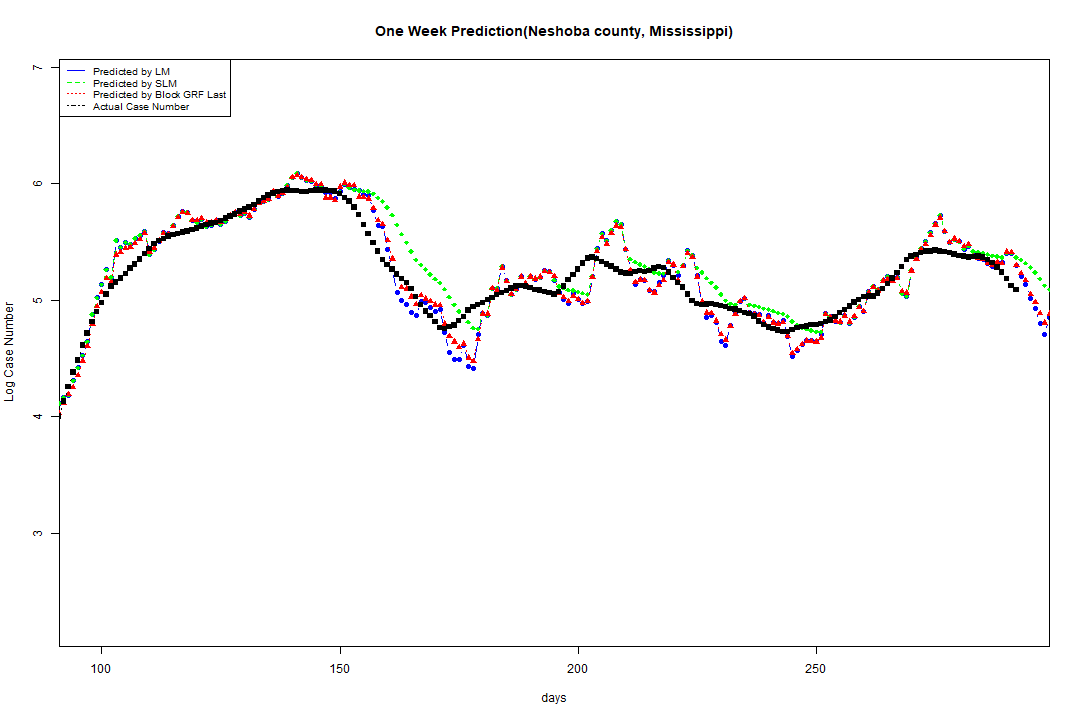 One Week Prediction(Neshoba county, Mississippi)
Predicted by LM
Predicted by SLM
Predicted by Block GRF Last
Actual Case Number
7
6
5
4
3
Log Case Number
100 150 200 250
days